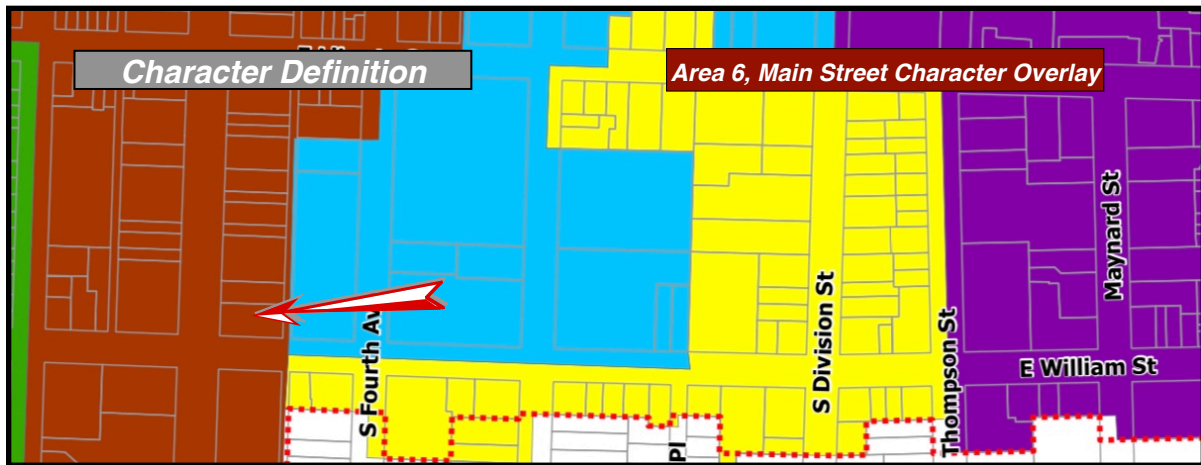 Character Definition
Area 6, Main Street Character Overlay
S Fourth Av
S Division St
Thompson St
Maynard St
E William St
Pl